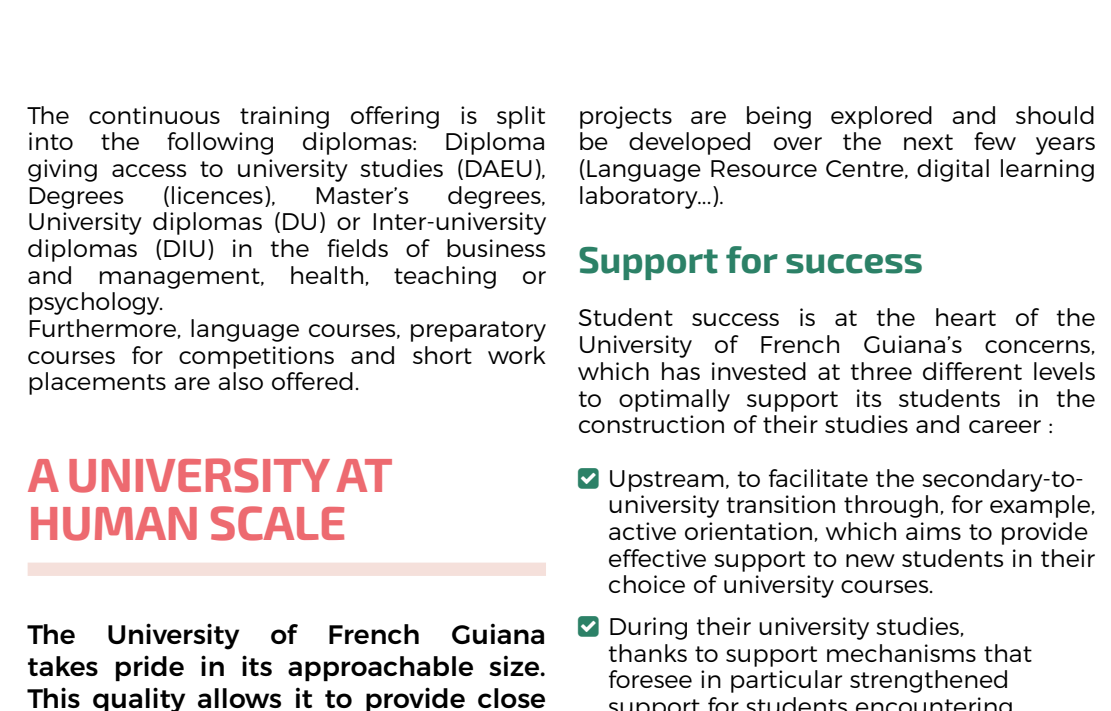 The continuous training offering is split
into the following diplomas: Diploma
giving access to university studies (DAEU),
Degrees (licences), Master's degrees,
University diplomas (DU) or Inter-university
diplomas (DIU) in the fields of business
and management, health, teaching or
psychology.
Furthermore, language courses, preparatory
courses for competitions and short work
placements are also offered.
A UNIVERSITY AT
HUMAN SCALE
The University of French Guiana
takes pride in its approachable size.
This quality allows it to provide close
projects are being explored and should
be developed over the next few years
(Language Resource Centre, digital learning
laboratory...).
Support for success
Student success is at the heart of the
University of French Guiana's concerns,
which has invested at three different levels
to optimally support its students in the
construction of their studies and career :
Upstream, to facilitate the secondary-to-
university transition through, for example,
active orientation, which aims to provide
effective support to new students in their
choice of university courses.
During their university studies,
thanks to support mechanisms that
foresee in particular strengthened
support for students encountering